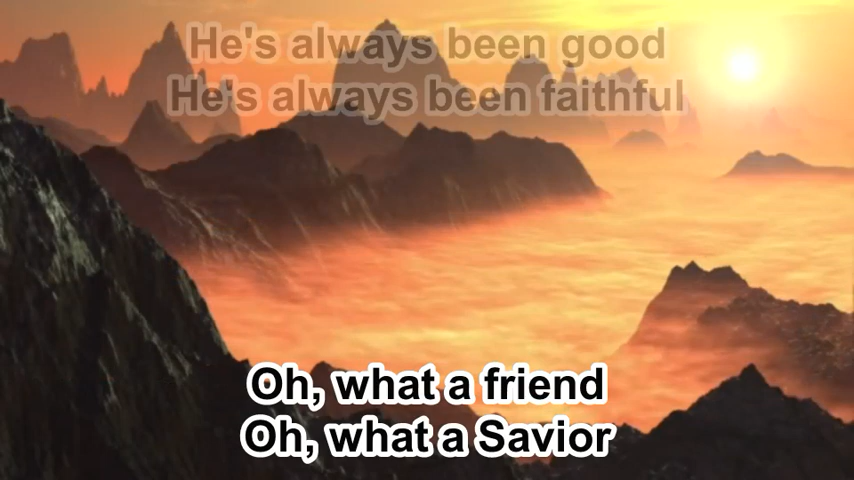 He's always been good
He's always been faithful
Oh, what a friend
Oh, what a Savior